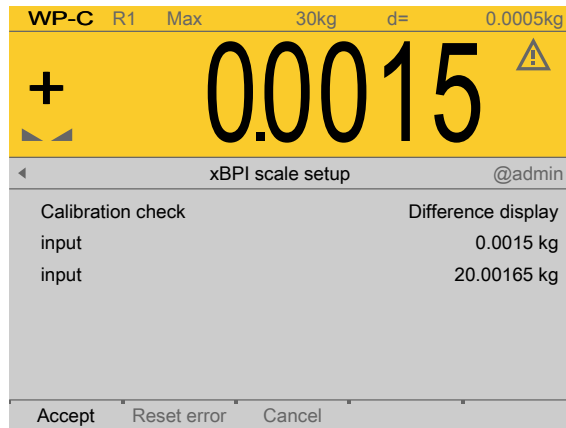 WP-C R1 Max 30kg d= 0.0005kg
+ 0.0015
xBPI scale setup @admin
Calibration check Difference display
input 0.0015 kg
input 20.00165 kg
Accept Reset error Cancel